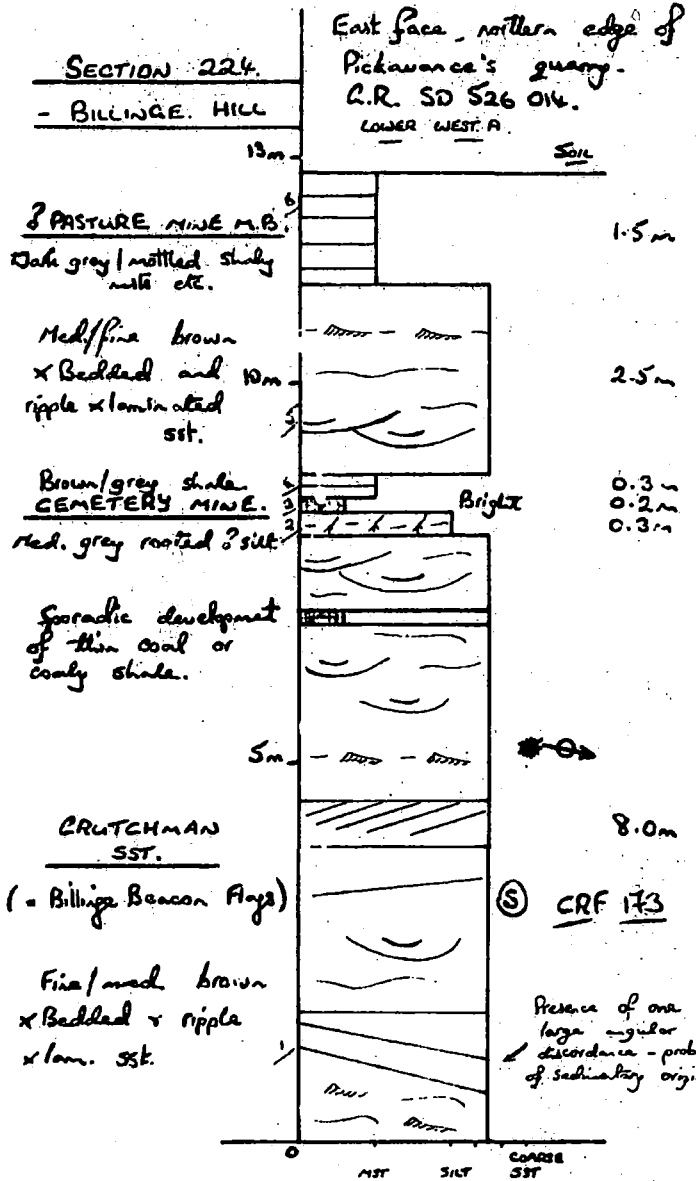 East face, northern edge of
Pickavance's quarry.
G.R. SD 526 014.
LOWER WEST. A.
SECTION 224.
- BILLINGE. HILL
13m
SOIL
6
? PASTURE MINE M.B.
1.5m
Dark grey / mottled shaly
msts etc.
Med/fine brown
x Bedded and
ripple x laminated
sst.
10m
2.5m
5
Brown/grey shale.
4
0.3m
CEMETERY MINE.
3
Bright
0.2m
Med. grey rooted ? silt
2
0.3m
Sporadic development
of thin coal or
coaly shale.
5m
CRUTCHMAN
SST.
8.0m
(= Billinge Beacon Flags)
S
CRF 173
Fine/med brown
x Bedded & ripple
x lam. sst.
1
Presence of one
large angular
discordance - prob
of sedimentary origi
0
MST
SILT
COARSE
SST